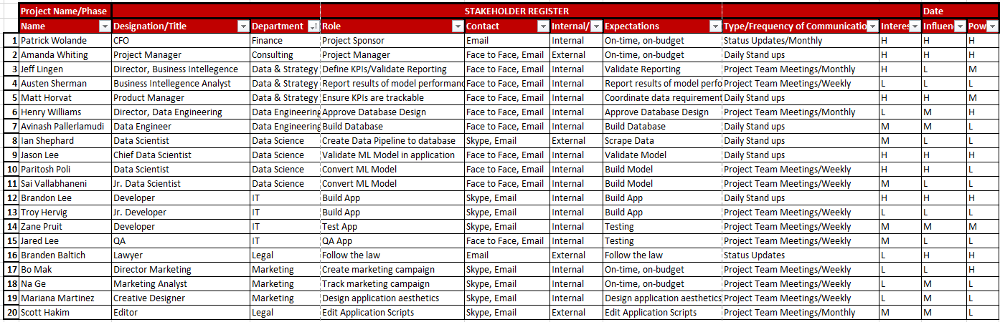 Project Name/Phase STAKEHOLDER REGISTER Date
Name Designation/Title Department Role Contact Internal/ Expectations Type/Frequency of Communicatio Interes Influen Pow
1 Patrick Wolande CFO Finance Project Sponsor Email Internal On-time, on-budget Status Updates/Monthly H H H
2 Amanda Whiting Project Manager Consulting Project Manager Face to Face, Email External On-time, on-budget Daily Stand ups H H H
3 Jeff Lingen Director, Business Intellegence Data & Strategy Define KPIs/Validate Reporting Face to Face, Email Internal Validate Reporting Project Team Meetings/Monthly H L M
4 Austen Sherman Business Intellegence Analyst Data & Strategy Report results of model performanc Face to Face, Email Internal Report results of model perfo Project Team Meetings/Weekly L L L
5 Matt Horvat Product Manager Data & Strategy Ensure KPIs are trackable Face to Face, Email Internal Coordinate data requirement Daily Stand ups H H M
6 Henry Williams Director, Data Engineering Data Engineering Approve Database Design Face to Face, Email Internal Approve Database Design Project Team Meetings/Monthly L M H
7 Avinash Pallerlamudi Data Engineer Data Engineering Build Database Face to Face, Email Internal Build Database Daily Stand ups M M L
8 Ian Shephard Data Scientist Data Science Create Data Pipeline to database Skype, Email External Scrape Data Daily Stand ups M L L
9 Jason Lee Chief Data Scientist Data Science Validate ML Model in application Face to Face, Email Internal Validate Model Daily Stand ups H H H
10 Paritosh Poli Data Scientist Data Science Convert ML Model Face to Face, Email Internal Build Model Project Team Meetings/Weekly H H L
11 Sai Vallabhaneni Jr. Data Scientist Data Science Convert ML Model Face to Face, Email Internal Build Model Project Team Meetings/Weekly M L L
12 Brandon Lee Developer IT Build App Skype, Email Internal Build App Daily Stand ups H H H
13 Troy Hervig Jr. Developer IT Build App Skype, Email Internal Build App Project Team Meetings/Weekly L L L
14 Zane Pruit Developer IT Test App Skype, Email Internal Testing Project Team Meetings/Weekly M M M
15 Jared Lee QA IT QA App Face to Face, Email Internal Testing Project Team Meetings/Weekly M L L
16 Branden Baltich Lawyer Legal Follow the law Email External Follow the law Status Updates L H H
17 Bo Mak Director Marketing Marketing Create marketing campaign Skype, Email Internal On-time, on-budget Project Team Meetings/Weekly L L H
18 Na Ge Marketing Analyst Marketing Track marketing campaign Skype, Email Internal On-time, on-budget Project Team Meetings/Weekly L M L
19 Mariana Martinez Creative Designer Marketing Design application aesthetics Skype, Email Internal Design application aesthetics Project Team Meetings/Weekly L M L
20 Scott Hakim Editor Legal Edit Application Scripts Skype, Email External Edit Application Scripts Project Team Meetings/Monthly M M L